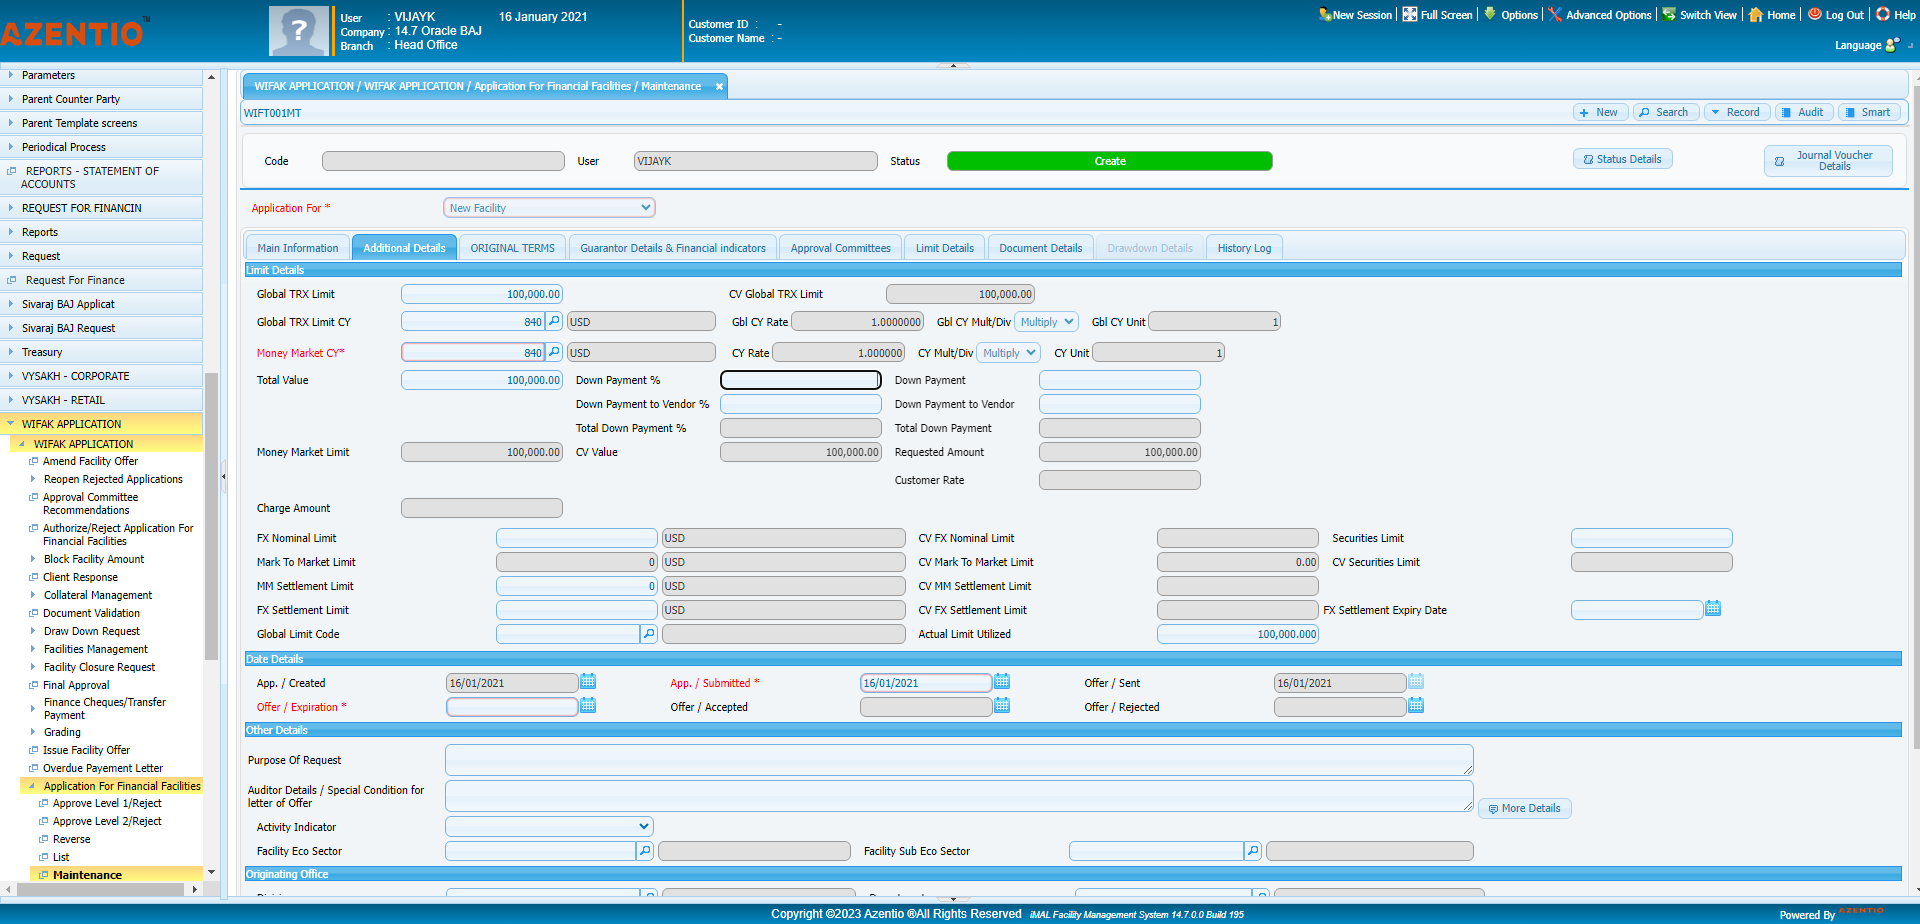 AZENTIO™
User : VIJAYK 16 January 2021
Company : 14.7 Oracle BAJ
Branch : Head Office
Customer ID : -
Customer Name : -
New Session Full Screen Options Advanced Options Switch View Home Log Out Help
Language
Parameters
Parent Counter Party
Parent Template screens
Periodical Process
REPORTS - STATEMENT OF
ACCOUNTS
REQUEST FOR FINANCIN
Reports
Request
Request For Finance
Sivaraj BAJ Applicat
Sivaraj BAJ Request
Treasury
VYSAKH - CORPORATE
VYSAKH - RETAIL
WIFAK APPLICATION
WIFAK APPLICATION
Amend Facility Offer
Reopen Rejected Applications
Approval Committee
Recommendations
Authorize/Reject Application For
Financial Facilities
Block Facility Amount
Client Response
Collateral Management
Document Validation
Draw Down Request
Facilities Management
Facility Closure Request
Final Approval
Finance Cheques/Transfer
Payment
Grading
Issue Facility Offer
Overdue Payement Letter
Application For Financial Facilities
Approve Level 1/Reject
Approve Level 2/Reject
Reverse
List
Maintenance
WIFAK APPLICATION / WIFAK APPLICATION / Application For Financial Facilities / Maintenance
WIFT001MT New Search Record Audit Smart
Code User VIJAYK Status Create Status Details Journal Voucher
Details
Application For * New Facility
Main Information Additional Details ORIGINAL TERMS Guarantor Details & Financial indicators Approval Committees Limit Details Document Details Drawdown Details History Log
Limit Details
Global TRX Limit 100,000.00 CV Global TRX Limit 100,000.00
Global TRX Limit CY 840 USD Gbl CY Rate 1.0000000 Gbl CY Mult/Div Multiply Gbl CY Unit 1
Money Market CY* 840 USD CY Rate 1.000000 CY Mult/Div Multiply CY Unit 1
Total Value 100,000.00 Down Payment % Down Payment
Down Payment to Vendor % Down Payment to Vendor
Total Down Payment % Total Down Payment
Money Market Limit 100,000.00 CV Value 100,000.00 Requested Amount 100,000.00
Customer Rate
Charge Amount
FX Nominal Limit USD CV FX Nominal Limit Securities Limit
Mark To Market Limit 0 USD CV Mark To Market Limit 0.00 CV Securities Limit
MM Settlement Limit 0 USD CV MM Settlement Limit
FX Settlement Limit USD CV FX Settlement Limit FX Settlement Expiry Date
Global Limit Code Actual Limit Utilized 100,000.000
Date Details
App. / Created 16/01/2021 App. / Submitted * 16/01/2021 Offer / Sent 16/01/2021
Offer / Expiration * Offer / Accepted Offer / Rejected
Other Details
Purpose Of Request
Auditor Details / Special Condition for
letter of Offer
More Details
Activity Indicator
Facility Eco Sector Facility Sub Eco Sector
Originating Office
Copyright ©2023 Azentio ®All Rights Reserved iMAL Facility Management System 14.7.0.0 Build 195
Powered By AZENTIO